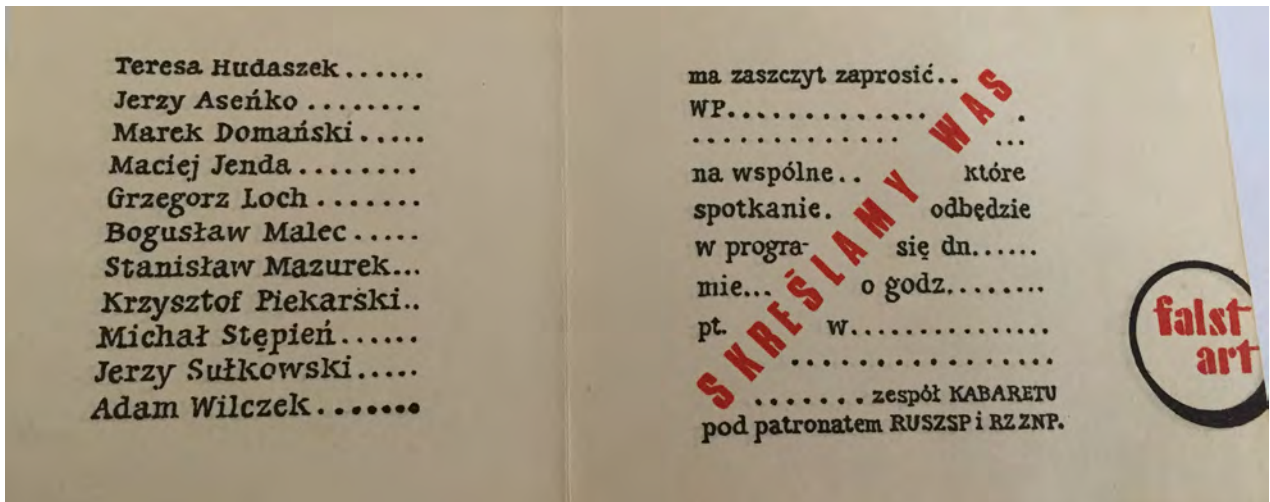 Teresa Hudaszek......
Jerzy Aseńko ........
Marek Domański.....
Maciej Jenda........
Grzegorz Loch.......
Bogusław Malec.....
Stanisław Mazurek...
Krzysztof Piekarski..
Michał Stępień......
Jerzy Sułkowski.....
Adam Wilczek.......
ma zaszczyt zaprosić..
WP.............. .
.............. ...
na wspólne.. które
spotkanie. odbędzie
w progra- się dn......
mie... o godz........
pt. w...............
..................
.......zespół KABARETU
pod patronatem RUSZSP i RZ ZNP.
SKREŚLAMY WAS
falst
art